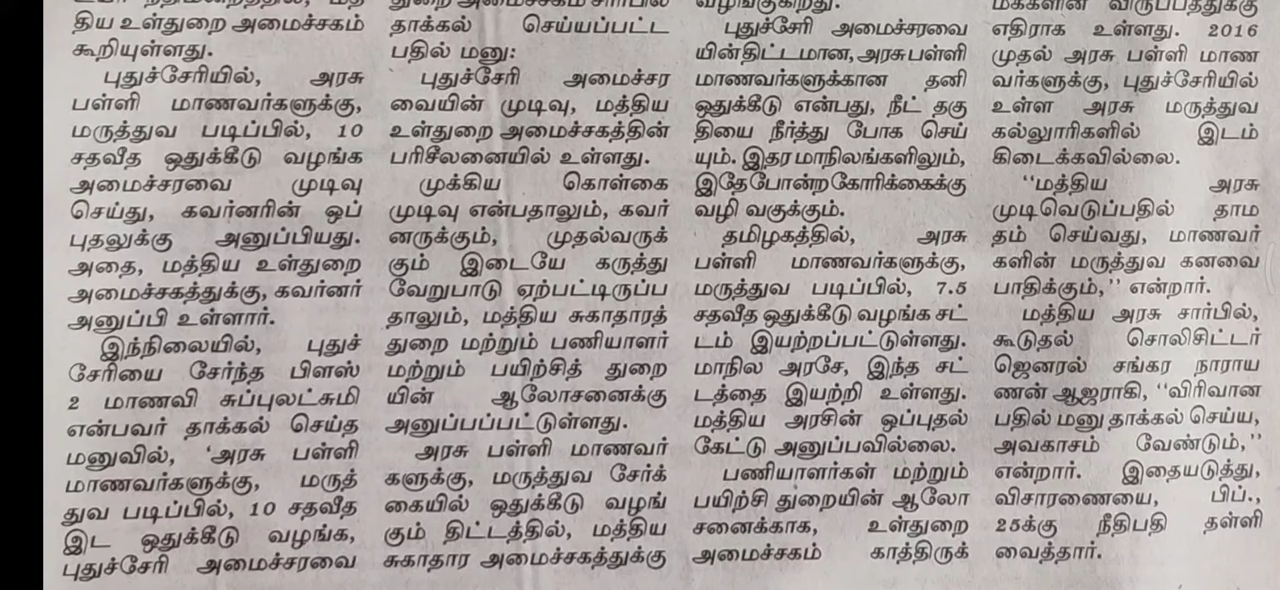 திய உள்துறை அமைச்சகம்
கூறியுள்ளது.
புதுச்சேரியில், அரசு
பள்ளி மாணவர்களுக்கு,
மருத்துவ படிப்பில், 10
சதவீத ஒதுக்கீடு வழங்க
அமைச்சரவை முடிவு
செய்து, கவர்னரின் ஒப்
புதலுக்கு அனுப்பியது.
அதை, மத்திய உள்துறை
அமைச்சகத்துக்கு, கவர்னர்
அனுப்பி உள்ளார்.
இந்நிலையில், புதுச்
சேரியை சேர்ந்த பிளஸ்
2 மாணவி சுப்புலட்சுமி
என்பவர் தாக்கல் செய்த
மனுவில், 'அரசு பள்ளி
மாணவர்களுக்கு, மருத்
துவ படிப்பில், 10 சதவீத
இட ஒதுக்கீடு வழங்க,
புதுச்சேரி அமைச்சரவை
துறை அமைச்சகம் சார்பில்
தாக்கல் செய்யப்பட்ட
பதில் மனு:
புதுச்சேரி அமைச்சர
வையின் முடிவு, மத்திய
உள்துறை அமைச்சகத்தின்
பரிசீலனையில் உள்ளது.
முக்கிய கொள்கை
முடிவு என்பதாலும், கவர்
னருக்கும், முதல்வருக்
கும் இடையே கருத்து
வேறுபாடு ஏற்பட்டிருப்ப
தாலும், மத்திய சுகாதாரத்
துறை மற்றும் பணியாளர்
மற்றும் பயிற்சித் துறை
யின் ஆலோசனைக்கு
அனுப்பப்பட்டுள்ளது.
அரசு பள்ளி மாணவர்
களுக்கு, மருத்துவ சேர்க்
கையில் ஒதுக்கீடு வழங்
கும் திட்டத்தில், மத்திய
சுகாதார அமைச்சகத்துக்கு
வழங்குகிறது.
புதுச்சேரி அமைச்சரவை
யின்திட்டமான,அரசுபள்ளி
மாணவர்களுக்கான தனி
ஒதுக்கீடு என்பது, நீட் தகு
தியை நீர்த்து போக செய்
யும். இதர மாநிலங்களிலும்,
இதேபோன்றகோரிக்கைக்கு
வழி வகுக்கும்.
தமிழகத்தில், அரசு
பள்ளி மாணவர்களுக்கு,
மருத்துவ படிப்பில், 7.5
சதவீத ஒதுக்கீடு வழங்க சட்
டம் இயற்றப்பட்டுள்ளது.
மாநில அரசே, இந்த சட்
டத்தை இயற்றி உள்ளது.
மத்திய அரசின் ஒப்புதல்
கேட்டு அனுப்பவில்லை.
பணியாளர்கள் மற்றும்
பயிற்சி துறையின் ஆலோ
சனைக்காக, உள்துறை
அமைச்சகம் காத்திருக்
மக்களின் விருப்பத்துக்கு
எதிராக உள்ளது. 2016
முதல் அரசு பள்ளி மாண
வர்களுக்கு, புதுச்சேரியில்
உள்ள அரசு மருத்துவ
கல்லூரிகளில் இடம்
கிடைக்கவில்லை.
''மத்திய அரசு
முடிவெடுப்பதில் தாம
தம் செய்வது, மாணவர்
களின் மருத்துவ கனவை
பாதிக்கும்,'' என்றார்.
மத்திய அரசு சார்பில்,
கூடுதல் சொலிசிட்டர்
ஜெனரல் சங்கர நாராய
ணன் ஆஜராகி, ''விரிவான
பதில் மனு தாக்கல் செய்ய,
அவகாசம் வேண்டும்,''
என்றார். இதையடுத்து,
விசாரணையை, பிப்.,
25க்கு நீதிபதி தள்ளி
வைத்தார்.